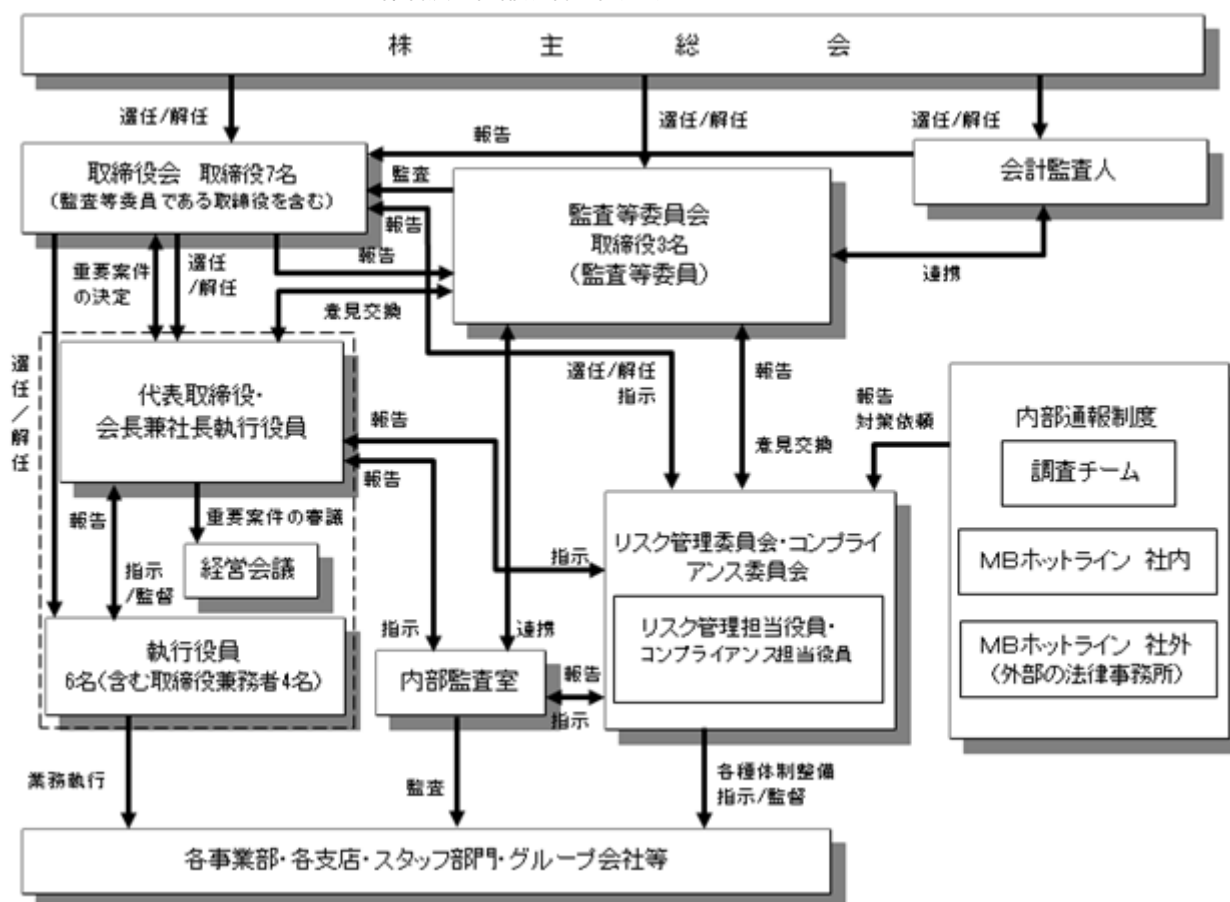 株主総会
選任/解任
選任/解任
選任/解任
報告
取締役会 取締役7名
(監査等委員である取締役を含む)
監査
会計監査人
監査等委員会
取締役3名
(監査等委員)
報告
報告
連携
重要案件
の決定
選任
/解任
意見交換
選任/解任
代表取締役・
会長兼社長執行役員
選任/解任
指示
報告
意見交換
報告
対策依頼
内部通報制度
調査チーム
MBホットライン 社内
MBホットライン 社外
(外部の法律事務所)
報告
報告
報告
重要案件の審議
経営会議
指示
/監督
指示
リスク管理委員会・コンプライ
アンス委員会
リスク管理担当役員・
コンプライアンス担当役員
執行役員
6名(含む取締役兼務者4名)
指示
連携
内部監査室
報告
指示
業務執行
監査
各種体制整備
指示/監督
各事業部・各支店・スタッフ部門・グループ会社等